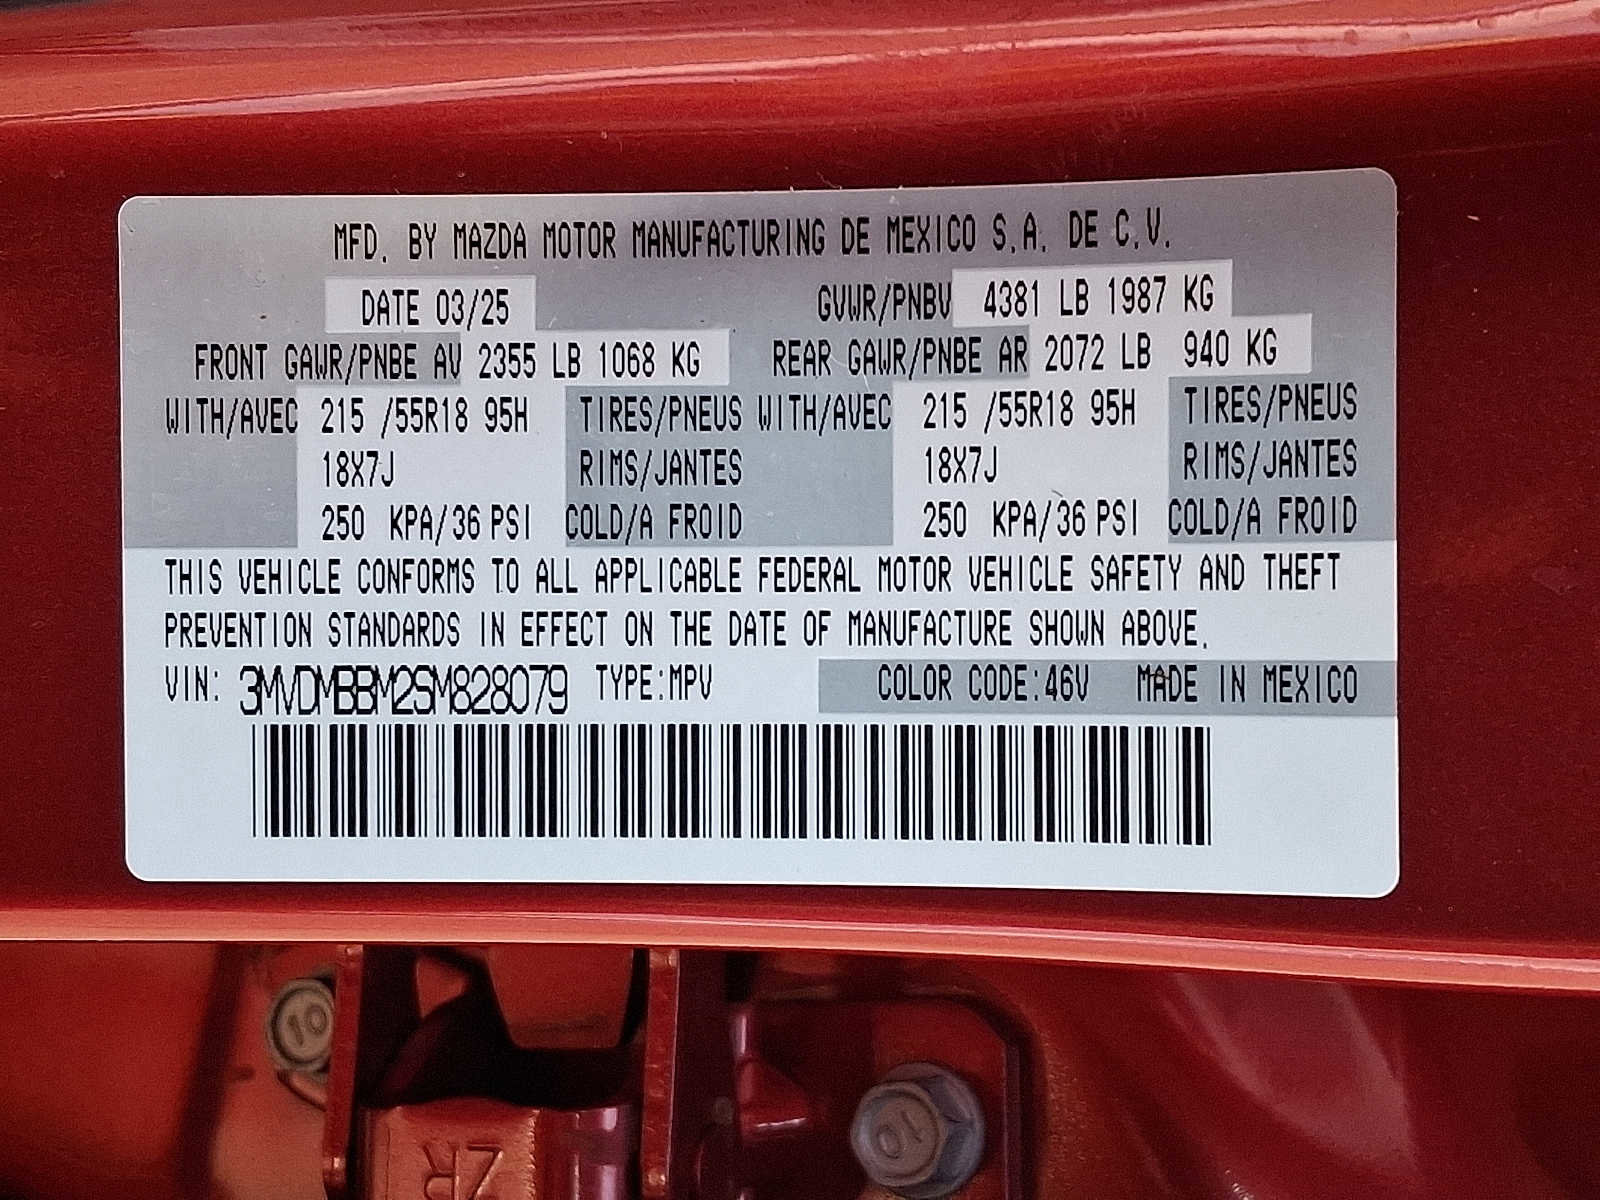 MFD. BY MAZDA MOTOR MANUFACTURING DE MEXICO S.A. DE C.V.
DATE 03/25 GVWR/PNBV 4381 LB 1987 KG
FRONT GAWR/PNBE AV 2355 LB 1068 KG REAR GAWR/PNBE AR 2072 LB 940 KG
WITH/AVEC 215 /55R18 95H TIRES/PNEUS WITH/AVEC 215 /55R18 95H TIRES/PNEUS
18X7J RIMS/JANTES 18X7J RIMS/JANTES
250 KPA/36 PSI COLD/A FROID 250 KPA/36 PSI COLD/A FROID
THIS VEHICLE CONFORMS TO ALL APPLICABLE FEDERAL MOTOR VEHICLE SAFETY AND THEFT
PREVENTION STANDARDS IN EFFECT ON THE DATE OF MANUFACTURE SHOWN ABOVE.
VIN: 3MVDMBBM2SM828079 TYPE:MPV COLOR CODE:46V MADE IN MEXICO
10
10
ZR